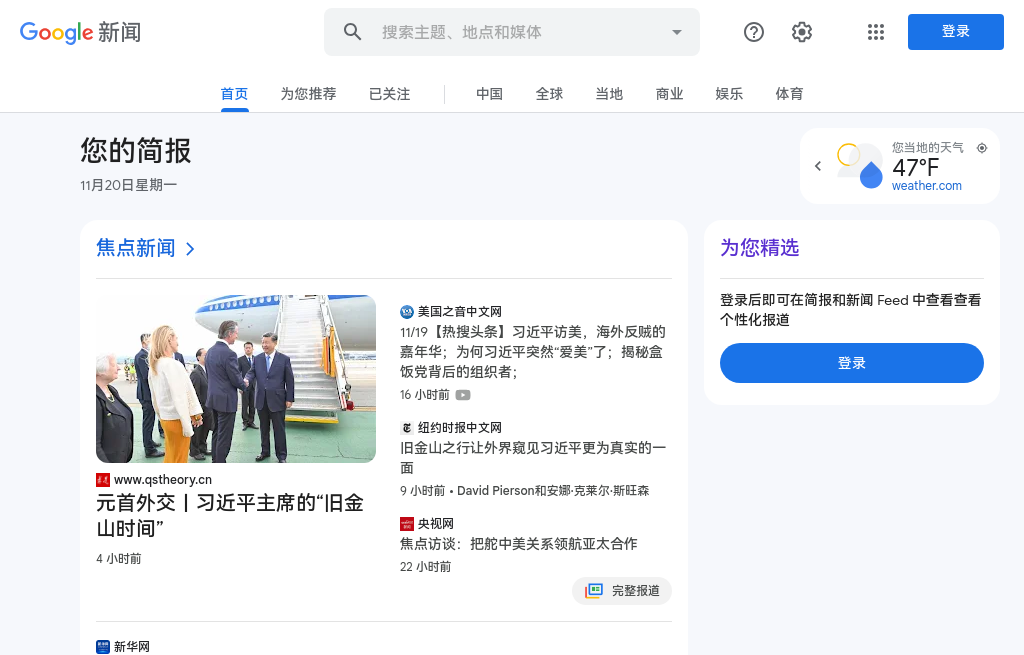 Google 新闻
搜索主题、地点和媒体
登录
首页
为您推荐
已关注
中国
全球
当地
商业
娱乐
体育
您的简报
11月20日星期一
您当地的天气
47°F
weather.com
焦点新闻
www.qstheory.cn
元首外交丨习近平主席的“旧金
山时间”
4 小时前
美国之音中文网
11/19【热搜头条】习近平访美，海外反贼的
嘉年华；为何习近平突然“爱美”了；揭秘盒
饭党背后的组织者；
16 小时前
纽约时报中文网
旧金山之行让外界窥见习近平更为真实的一
面
9 小时前 • David Pierson和安娜·克莱尔·斯旺森
央视网
焦点访谈：把舵中美关系领航亚太合作
22 小时前
完整报道
新华网
为您精选
登录后即可在简报和新闻 Feed 中查看查看
个性化报道
登录